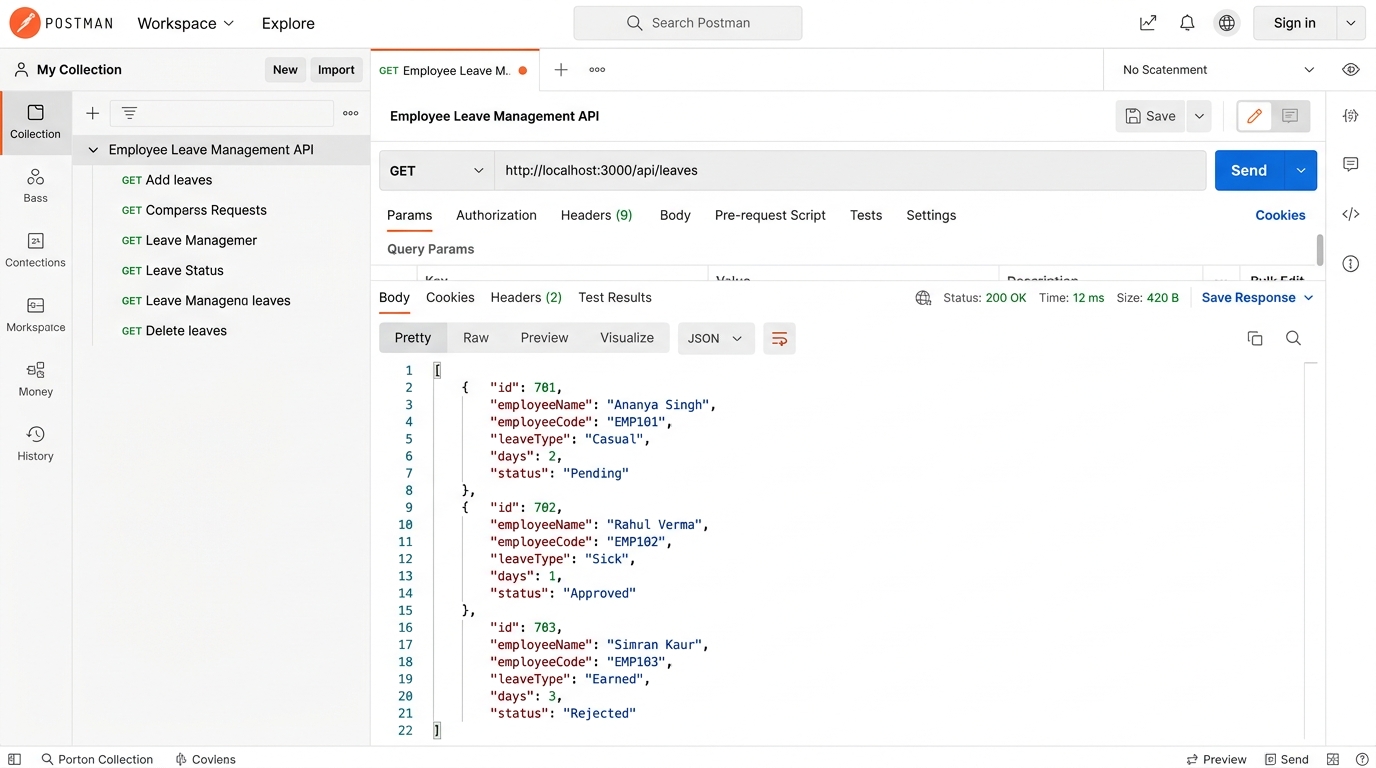 POSTMAN Workspace Explore Search Postman Sign in
My Collection New Import GET Employee Leave M.. No Scatenment
Collection
Employee Leave Management API Save
Employee Leave Management API
GET Add leaves
GET Comperss Requests
GET Leave Managemer
GET Leave Status
GET Leave Managena leaves
GET Delete leaves
Bass
Contections
Morkspatce
Money
History
GET http://localhost:3000/api/leaves Send
Params Authorization Headers (9) Body Pre-request Script Tests Settings Cookies
Query Params
Key Value Description Bulk Edit
Body Cookies Headers (2) Test Results Status: 200 OK Time: 12 ms Size: 420 B Save Response
Pretty Raw Preview Visualize JSON
1 [
2 { "id": 701,
3 "employeeName": "Ananya Singh",
4 "employeeCode": "EMP101",
5 "leaveType": "Casual",
6 "days": 2,
7 "status": "Pending"
8 },
9 { "id": 702,
10 "employeeName": "Rahul Verma",
11 "employeeCode": "EMP102",
12 "leaveType": "Sick",
13 "days": 1,
14 "status": "Approved"
15 },
16 "id": 703,
17 "employeeName": "Simran Kaur",
18 "employeeCode": "EMP103",
19 "leaveType": "Earned",
20 "days": 3,
21 "status": "Rejected"
22 ]
Porton Collection Covlens Preview Send